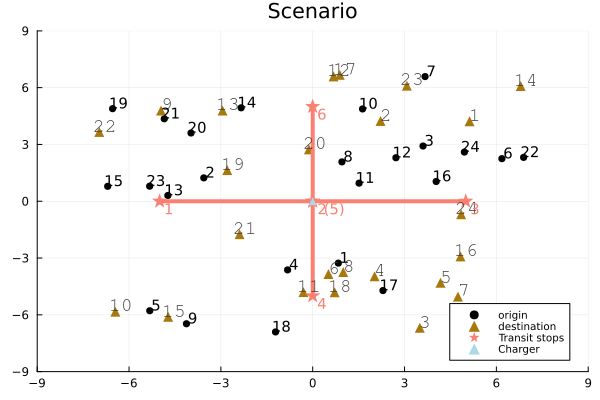 Scenario
9
7
12 17
23 14
6
19 9 13 14 10
21 6 2 1
22 20
3 20 3 24
8 12 6 22
19
2
15 23 11 16
13
0
1 2(5) 3 24
21
16
-3 1
4 6 8 4
5
11 18 17 7
10 5 4
15
-6 9
3
18
origin
destination
Transit stops
Charger
-9
-9 -6 -3 0 3 6 9